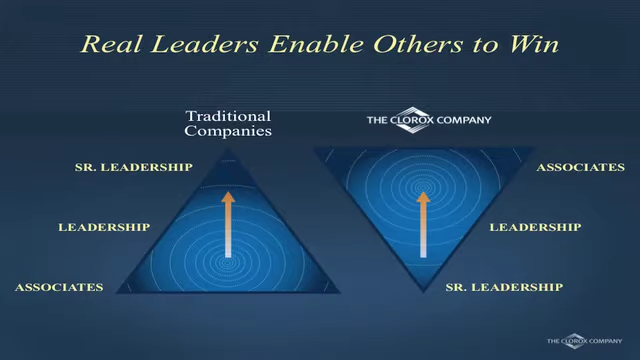 Real Leaders Enable Others to Win
Traditional
Companies
THE CLOROX COMPANY
SR. LEADERSHIP
ASSOCIATES
LEADERSHIP
LEADERSHIP
ASSOCIATES
SR. LEADERSHIP
THE CLOROX COMPANY